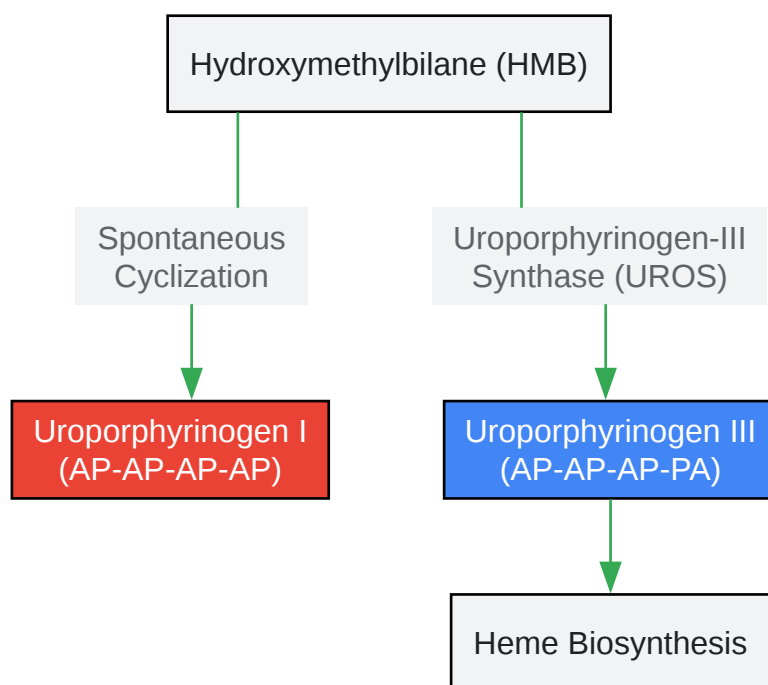 Hydroxymethylbilane (HMB)
Spontaneous
Cyclization
Uroporphyrinogen-III
Synthase (UROS)
Uroporphyrinogen I
(AP-AP-AP-AP)
Uroporphyrinogen III
(AP-AP-AP-PA)
Heme Biosynthesis